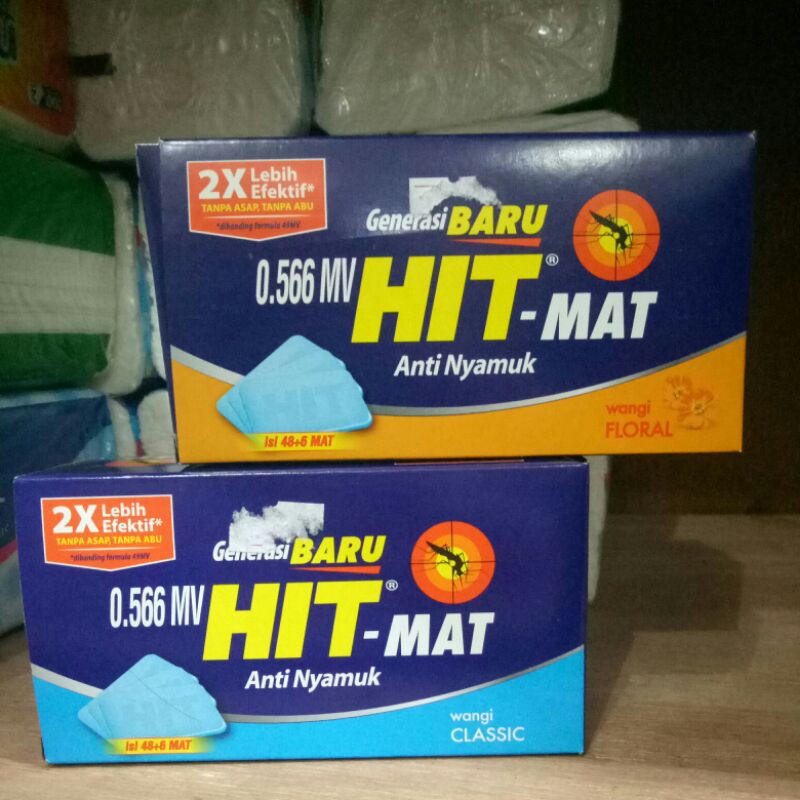 2X Lebih
Efektif*
TANPA ASAP, TANPA ABU
*dibanding formula 49MV
Generasi BARU
0.566 MV HIT®-MAT
Anti Nyamuk
Isi 48+6 MAT
wangi
FLORAL
2X Lebih
Efektif*
TANPA ASAP, TANPA ABU
*dibanding formula 49MV
Generasi BARU
0.566 MV HIT®-MAT
Anti Nyamuk
Isi 48+6 MAT
wangi
CLASSIC